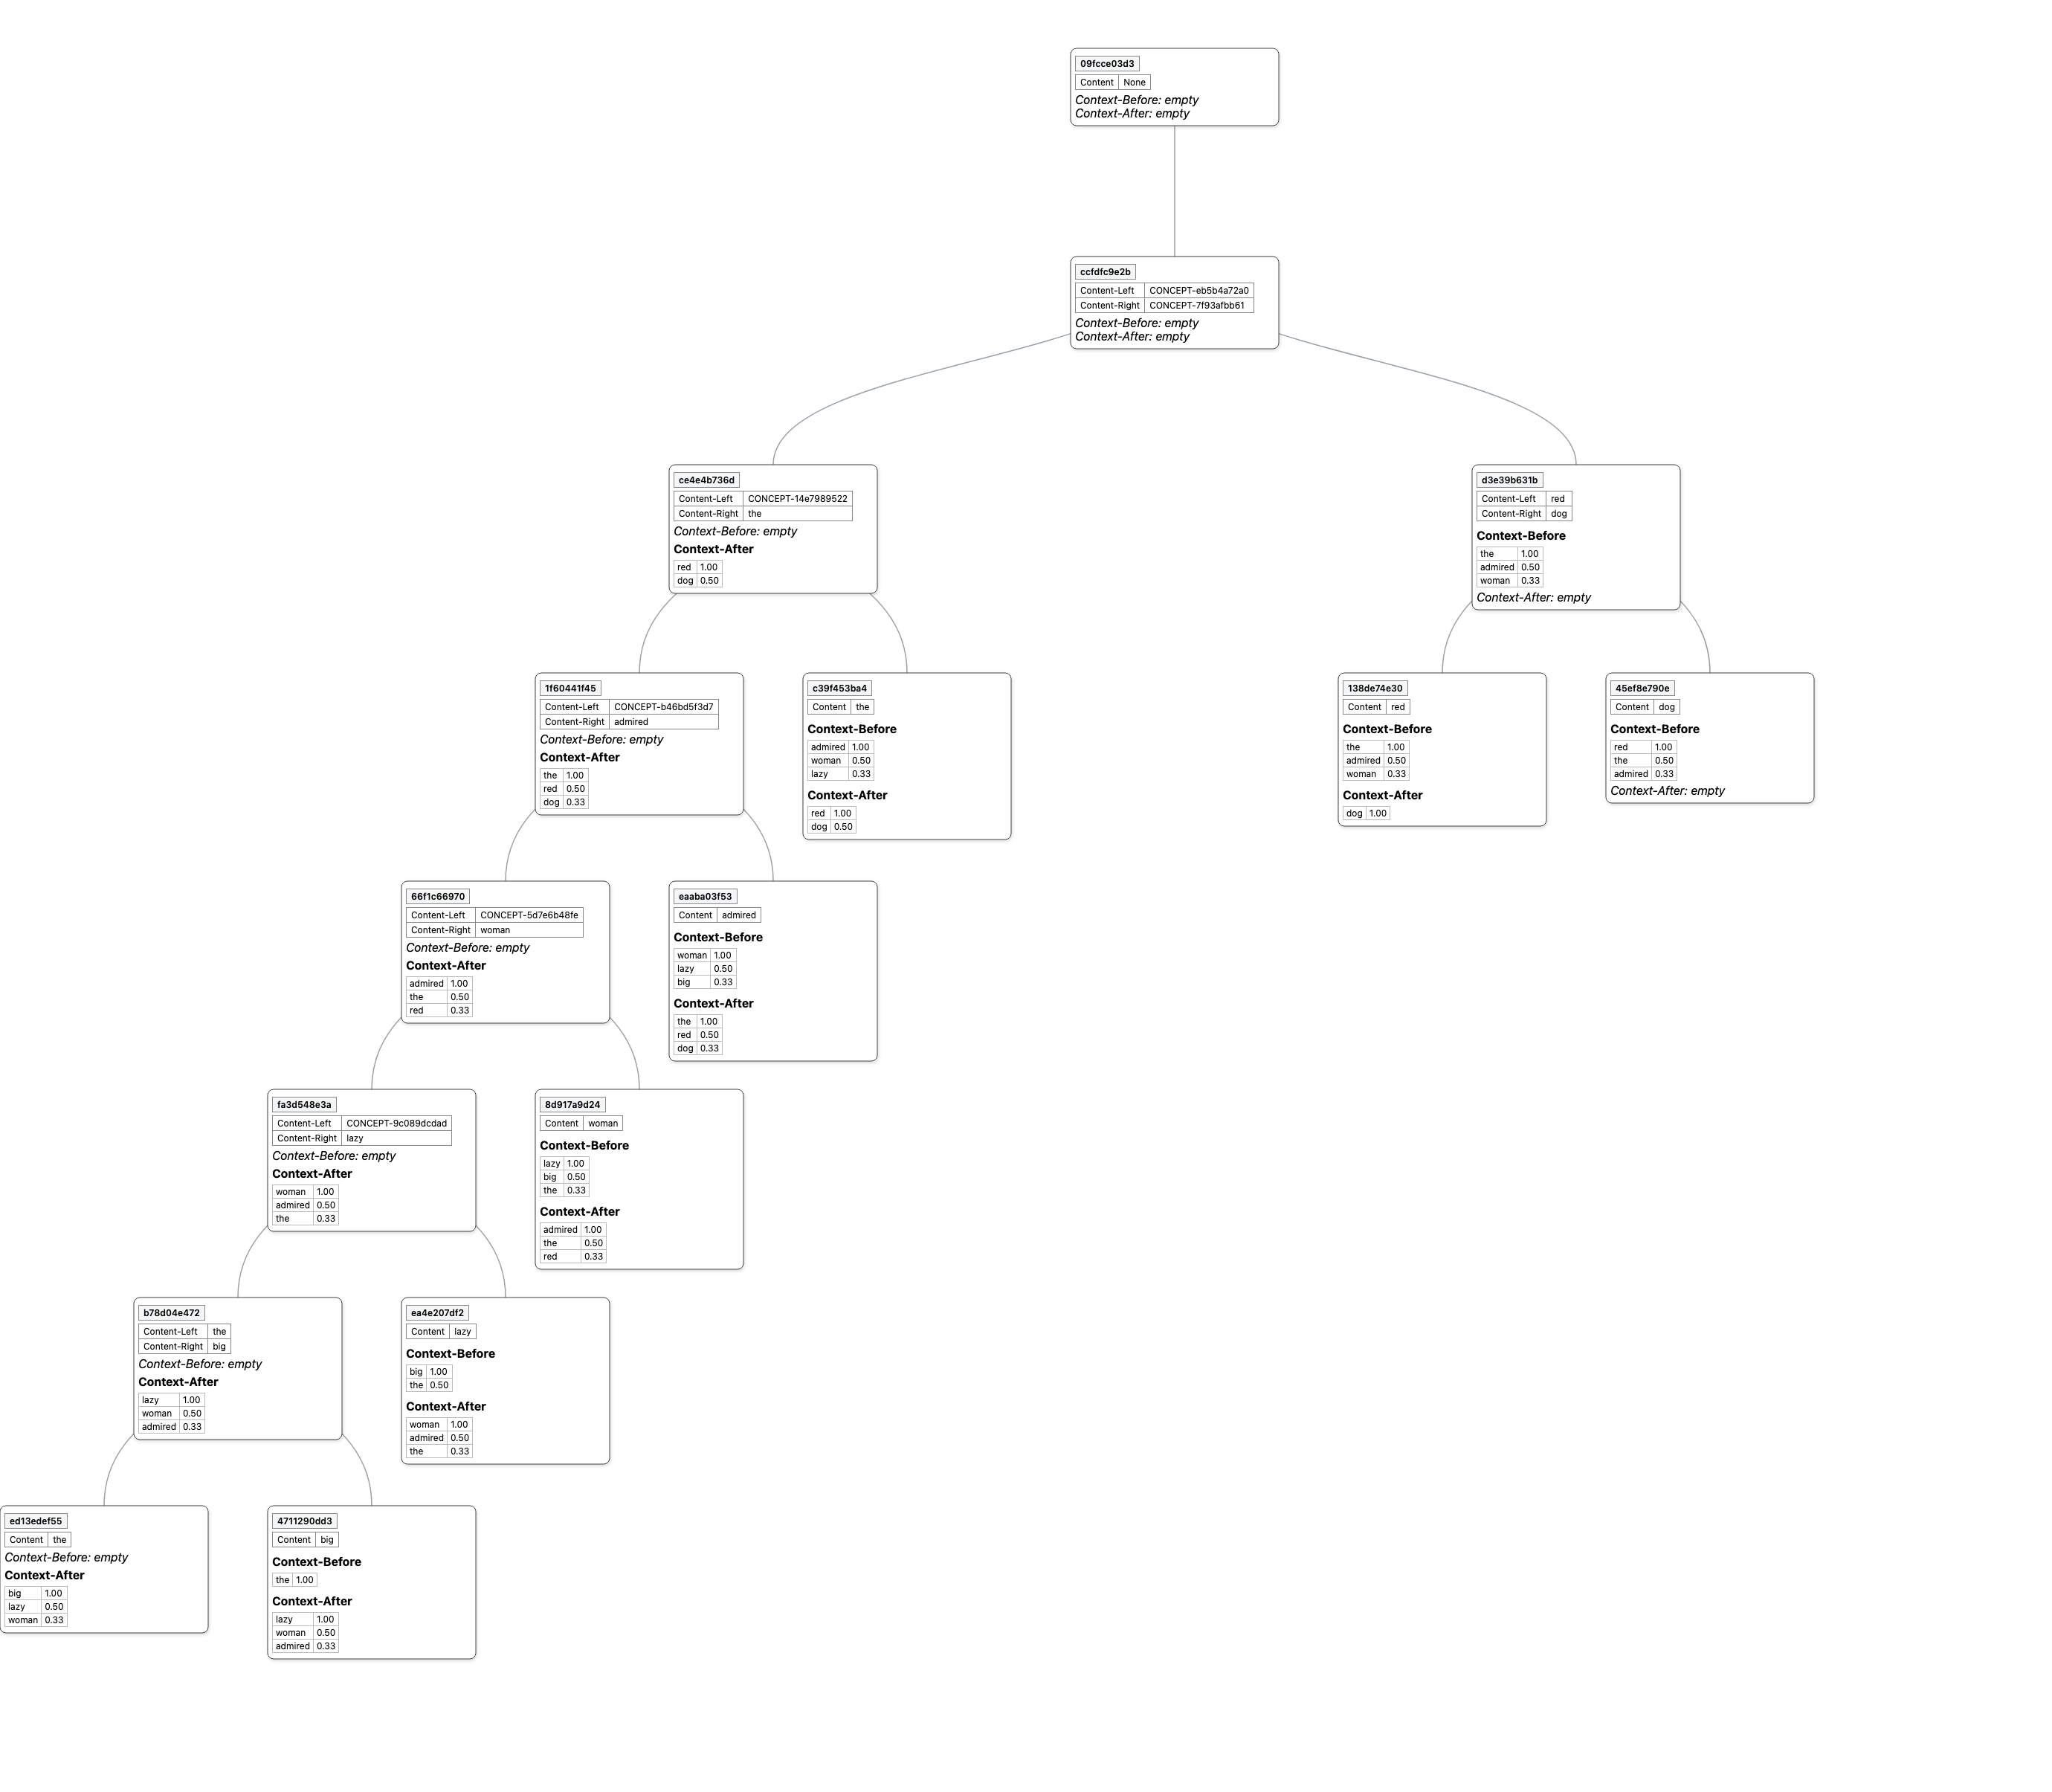 09fcce03d3
Content None
Context-Before: empty
Context-After: empty
ccfdfc9e2b
Content-Left CONCEPT-eb5b4a72a0
Content-Right CONCEPT-7f93afbb61
Context-Before: empty
Context-After: empty
ce4e4b736d
Content-Left CONCEPT-14e7989522
Content-Right the
Context-Before: empty
Context-After
red 1.00
dog 0.50
d3e39b631b
Content-Left red
Content-Right dog
Context-Before
the 1.00
admired 0.50
woman 0.33
Context-After: empty
1f60441f45
Content-Left CONCEPT-b46bd5f3d7
Content-Right admired
Context-Before: empty
Context-After
the 1.00
red 0.50
dog 0.33
c39f453ba4
Content the
Context-Before
admired 1.00
woman 0.50
lazy 0.33
Context-After
red 1.00
dog 0.50
138de74e30
Content red
Context-Before
the 1.00
admired 0.50
woman 0.33
Context-After
dog 1.00
45ef8e790e
Content dog
Context-Before
red 1.00
the 0.50
admired 0.33
Context-After: empty
66f1c66970
Content-Left CONCEPT-5d7e6b48fe
Content-Right woman
Context-Before: empty
Context-After
admired 1.00
the 0.50
red 0.33
eaaba03f53
Content admired
Context-Before
woman 1.00
lazy 0.50
big 0.33
Context-After
the 1.00
red 0.50
dog 0.33
fa3d548e3a
Content-Left CONCEPT-9c089dcdad
Content-Right lazy
Context-Before: empty
Context-After
woman 1.00
admired 0.50
the 0.33
8d917a9d24
Content woman
Context-Before
lazy 1.00
big 0.50
the 0.33
Context-After
admired 1.00
the 0.50
red 0.33
b78d04e472
Content-Left the
Content-Right big
Context-Before: empty
Context-After
lazy 1.00
woman 0.50
admired 0.33
ea4e207df2
Content lazy
Context-Before
big 1.00
the 0.50
Context-After
woman 1.00
admired 0.50
the 0.33
ed13edef55
Content the
Context-Before: empty
Context-After
big 1.00
lazy 0.50
woman 0.33
4711290dd3
Content big
Context-Before
the 1.00
Context-After
lazy 1.00
woman 0.50
admired 0.33